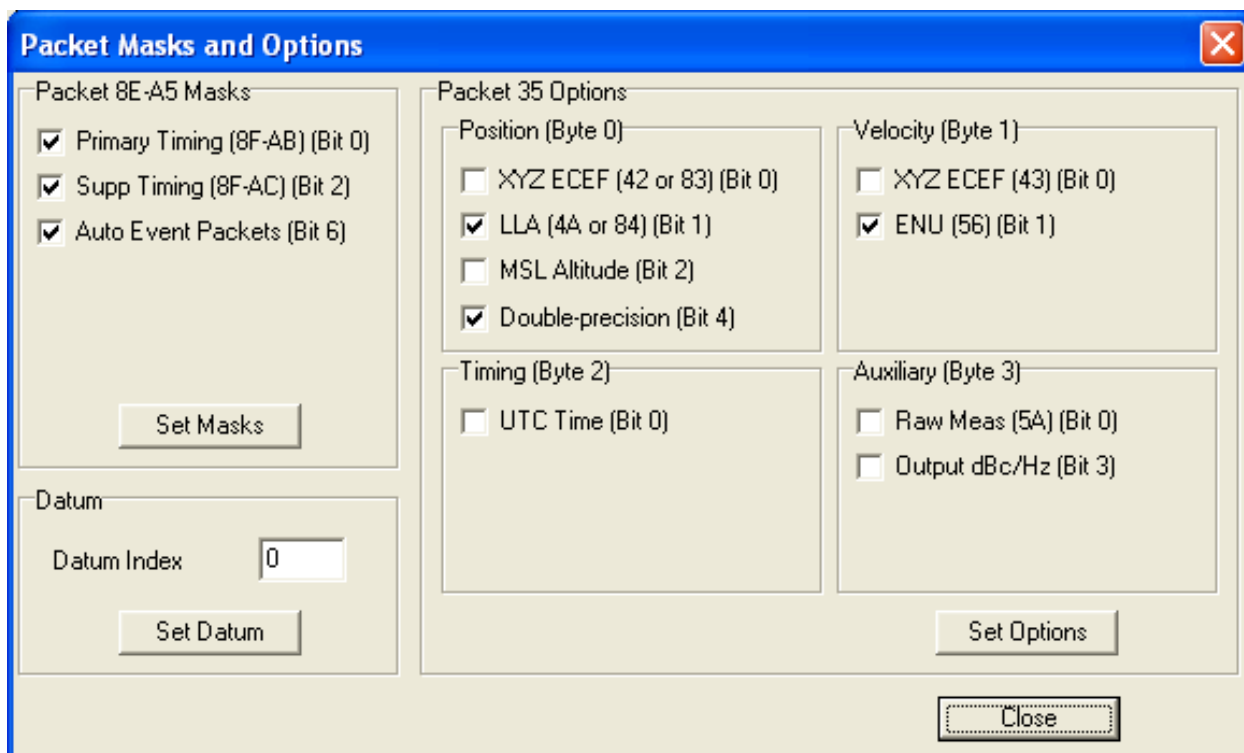 Packet Masks and Options
Packet 8E-A5 Masks
Primary Timing (8F-AB) (Bit 0)
Supp Timing (8F-AC) (Bit 2)
Auto Event Packets (Bit 6)
Set Masks
Datum
Datum Index 0
Set Datum
Packet 35 Options
Position (Byte 0)
XYZ ECEF (42 or 83) (Bit 0)
LLA (4A or 84) (Bit 1)
MSL Altitude (Bit 2)
Double-precision (Bit 4)
Velocity (Byte 1)
XYZ ECEF (43) (Bit 0)
ENU (56) (Bit 1)
Timing (Byte 2)
UTC Time (Bit 0)
Auxiliary (Byte 3)
Raw Meas (5A) (Bit 0)
Output dBc/Hz (Bit 3)
Set Options
Close